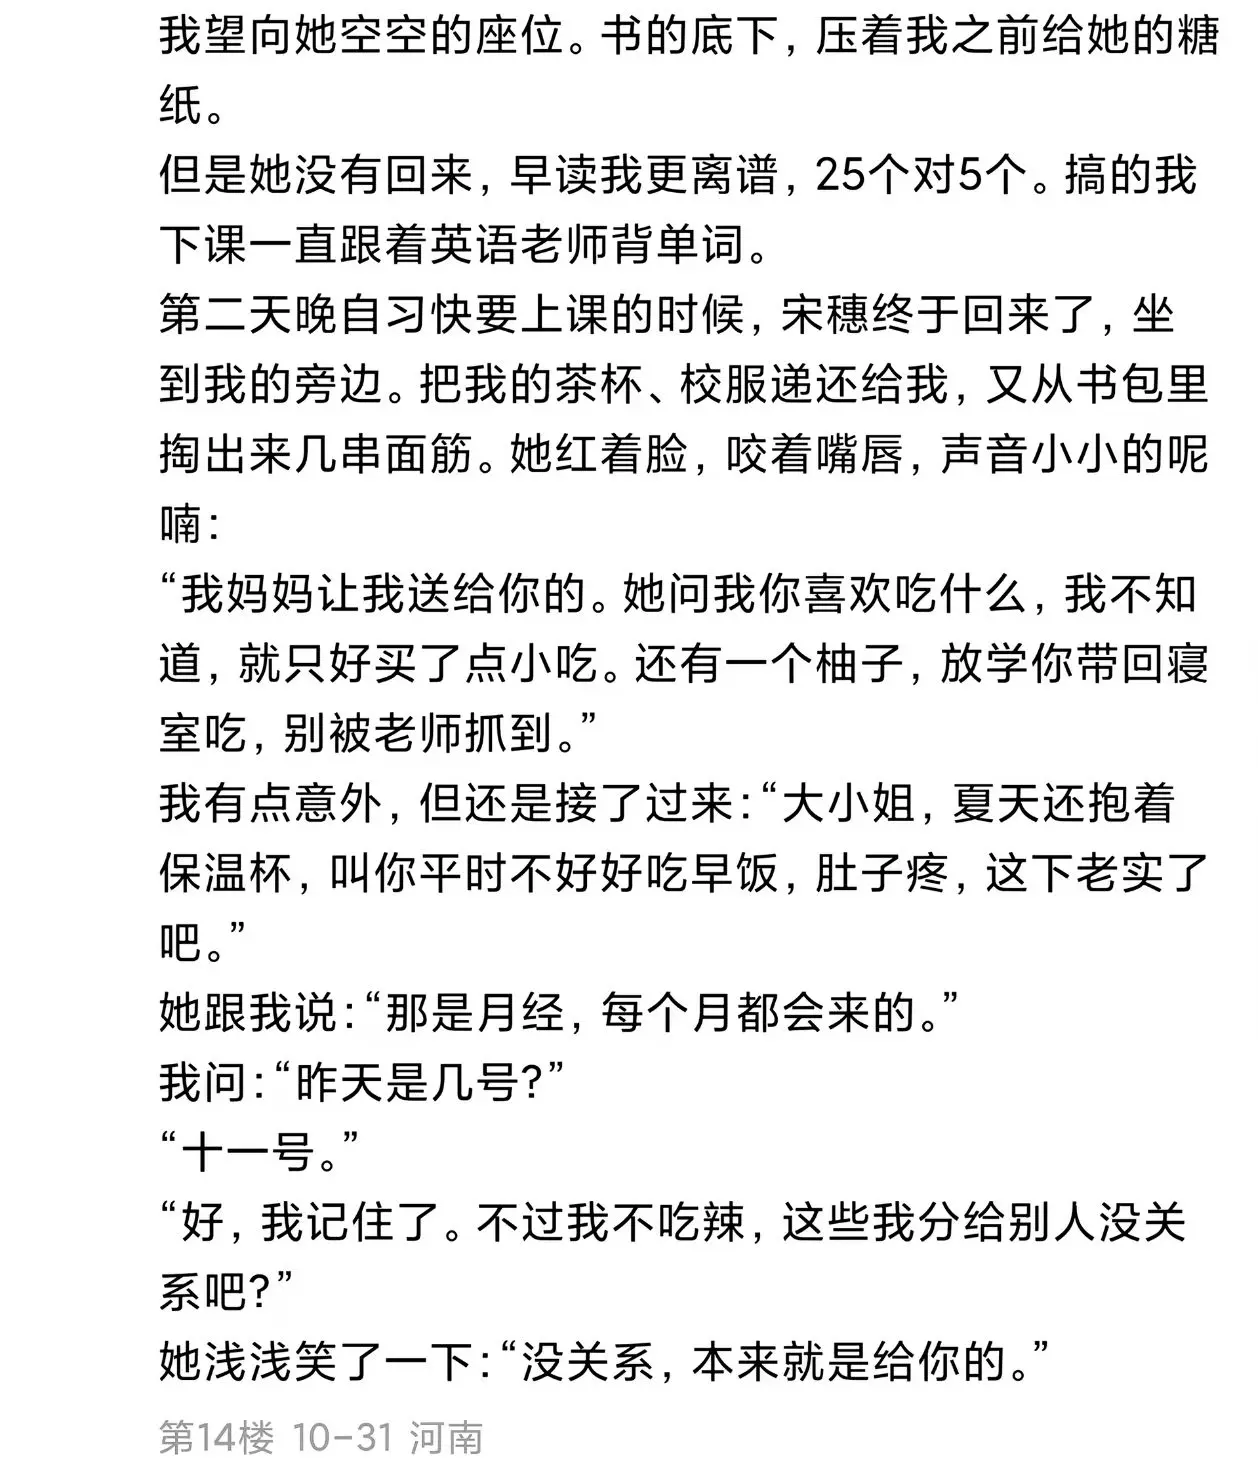 我望向她空空的座位。书的底下，压着我之前给她的糖
纸。
但是她没有回来，早读我更离谱，25个对5个。搞的我
下课一直跟着英语老师背单词。
第二天晚自习快要上课的时候，宋穗终于回来了，坐
到我的旁边。把我的茶杯、校服递还给我，又从书包里
掏出来几串面筋。她红着脸，咬着嘴唇，声音小小的呢
喃：
“我妈妈让我送给你的。她问我你喜欢吃什么，我不知
道，就只好买了点小吃。还有一个柚子，放学你带回寝
室吃，别被老师抓到。”
我有点意外，但还是接了过来：“大小姐，夏天还抱着
保温杯，叫你平时不好好吃早饭，肚子疼，这下老实了
吧。”
她跟我说：“那是月经，每个月都会来的。”
我问：“昨天是几号？”
“十一号。”
“好，我记住了。不过我不吃辣，这些我分给别人没关
系吧？”
她浅浅笑了一下：“没关系，本来就是给你的。”
第14楼 10-31 河南